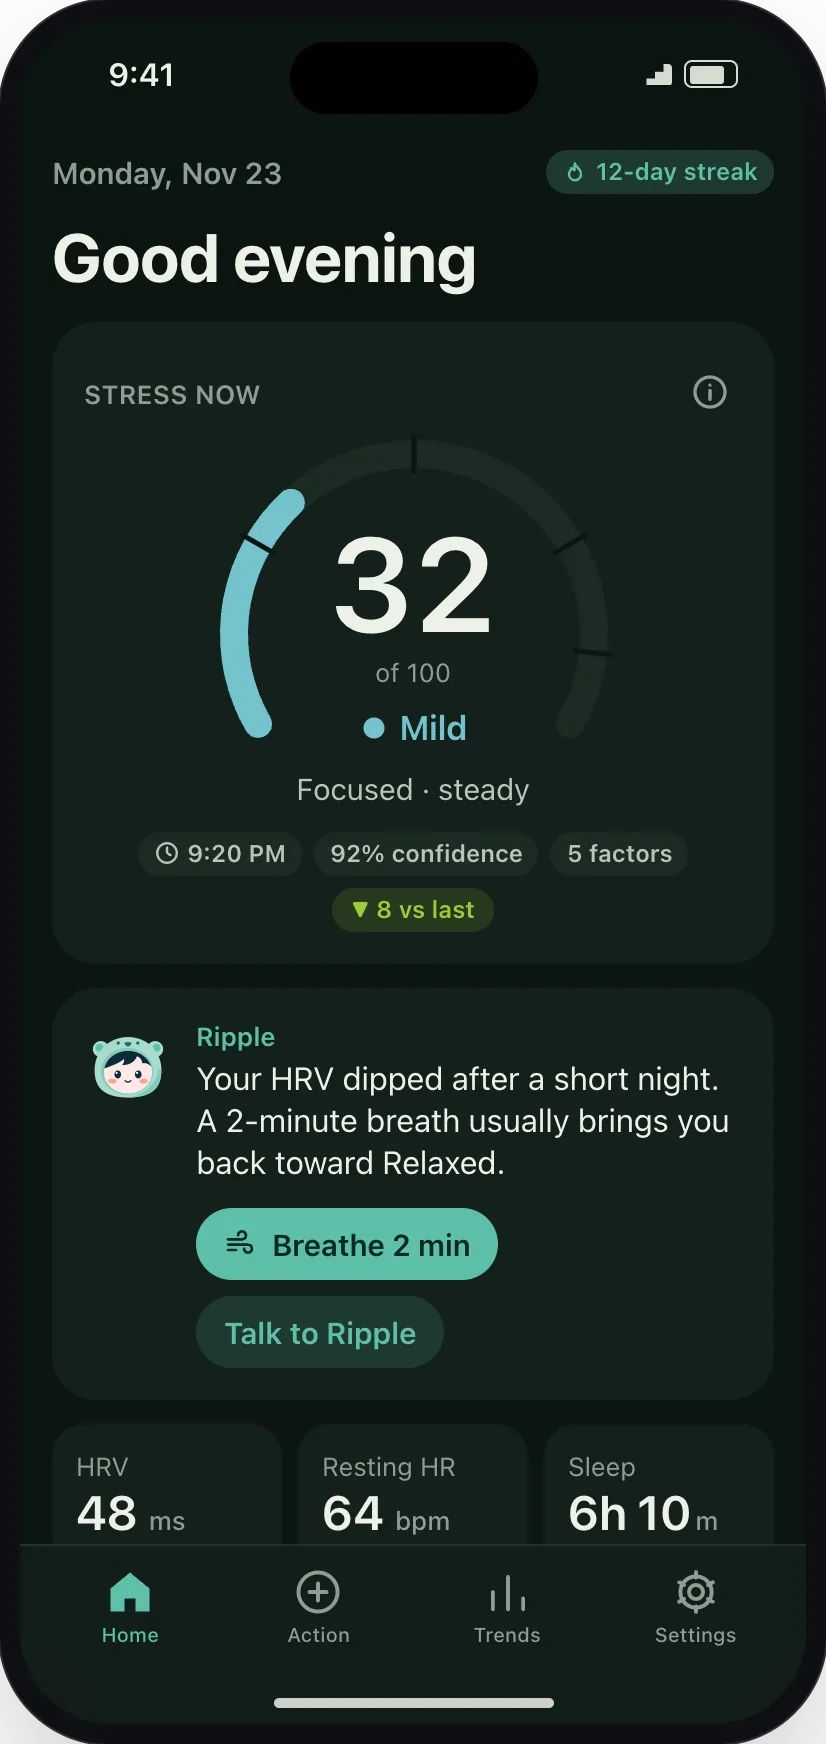 9:41
Monday, Nov 23
12-day streak
Good evening
STRESS NOW
32
of 100
Mild
Focused · steady
9:20 PM
92% confidence
5 factors
▼ 8 vs last
Ripple
Your HRV dipped after a short night.
A 2-minute breath usually brings you
back toward Relaxed.
Breathe 2 min
Talk to Ripple
HRV
48 ms
Resting HR
64 bpm
Sleep
6h 10m
Home
Action
Trends
Settings